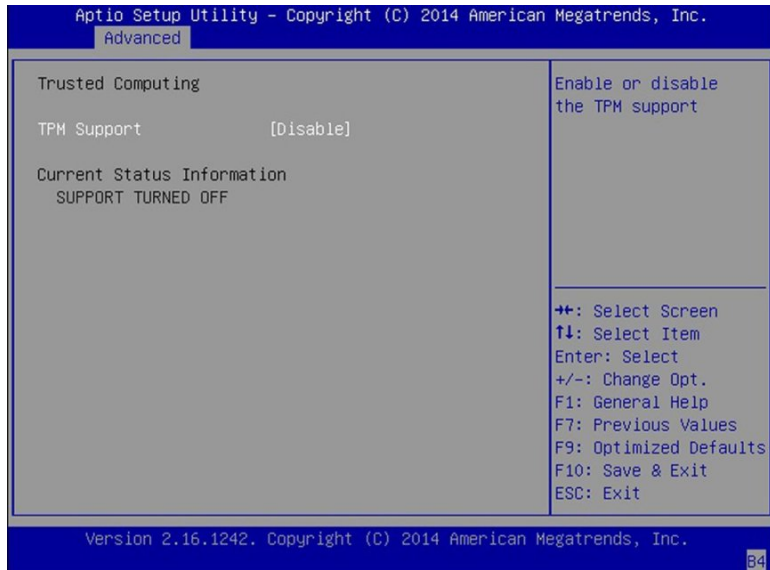 Aptio Setup Utility – Copyright (C) 2014 American Megatrends, Inc.
Advanced
Trusted Computing
TPM Support [Disable]
Current Status Information
SUPPORT TURNED OFF
Enable or disable
the TPM support
→←: Select Screen
↑↓: Select Item
Enter: Select
+/-: Change Opt.
F1: General Help
F7: Previous Values
F9: Optimized Defaults
F10: Save & Exit
ESC: Exit
Version 2.16.1242. Copyright (C) 2014 American Megatrends, Inc.
B4